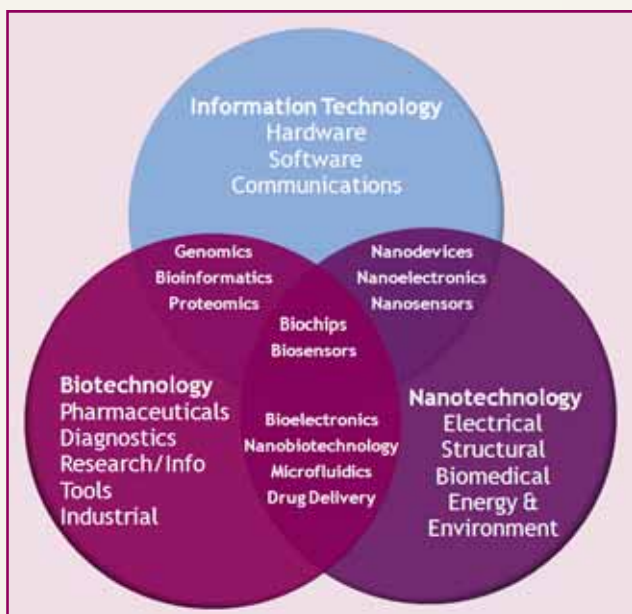 Information Technology
Hardware
Software
Communications
Genomics
Bioinformatics
Proteomics
Nanodevices
Nanoelectronics
Nanosensors
Biochips
Biosensors
Biotechnology
Pharmaceuticals
Diagnostics
Research/Info
Tools
Industrial
Bioelectronics
Nanobiotechnology
Microfluidics
Drug Delivery
Nanotechnology
Electrical
Structural
Biomedical
Energy &
Environment